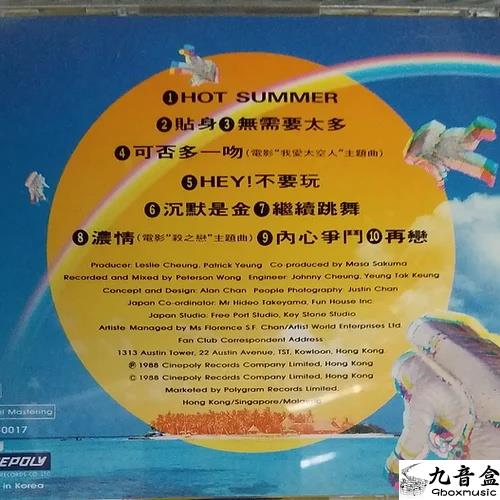 ❶HOT SUMMER
❷貼身❸無需要太多
❹可否多一吻(電影"我愛太空人"主題曲)
❺HEY!不要玩
❻沉默是金❼繼續跳舞
❽濃情(電影"殺之戀"主題曲)❾內心爭鬥❿再戀
Producer: Leslie Cheung, Patrick Yeung Co-produced by Masa Sakuma
Recorded and Mixed by Peterson Wong. Engineer: Johnny Cheung, Yeung Tak Keung
Concept and Design: Alan Chan People Photography Justin Chan
Japan Co-ordinator: Mr Hideo Takeyama, Fun House Inc.
Japan Studio: Free Port Studio, Key Stone Studio
Artiste Managed by Ms Florence S.F. Chan/Artist World Enterprises Ltd.
Fan Club Correspondent Address
1313 Austin Tower, 22 Austin Avenue, TST, Kowloon, Hong Kong.
Ⓟ 1988 Cinepoly Records Company Limited, Hong Kong
© 1988 Cinepoly Records Company Limited, Hong Kong
Marketed by Polygram Records Limited.
Hong Kong/Singapore/Malaysia
l Mastering
0017
EPOLY
RECORDS CO. LTD.
in Korea
九音盒
9boxmusic